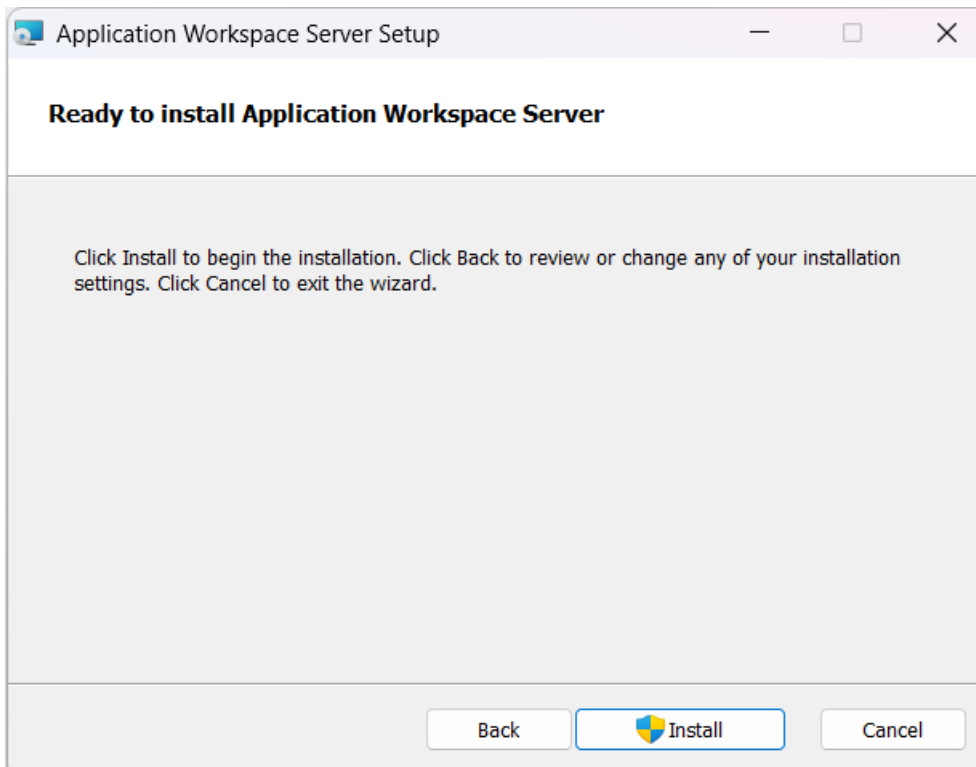 Application Workspace Server Setup
Ready to install Application Workspace Server
Click Install to begin the installation. Click Back to review or change any of your installation
settings. Click Cancel to exit the wizard.
Back Install Cancel